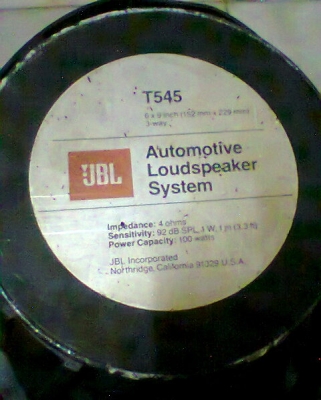 T545
6 x 9 inch (152 mm x 229 mm)
3-way
JBL
Automotive
Loudspeaker
System
Impedance: 4 ohms
Sensitivity: 92 dB SPL, 1 W, 1 m (3.3 ft)
Power Capacity: 100 watts
JBL Incorporated
Northridge, California 91329 U.S.A.